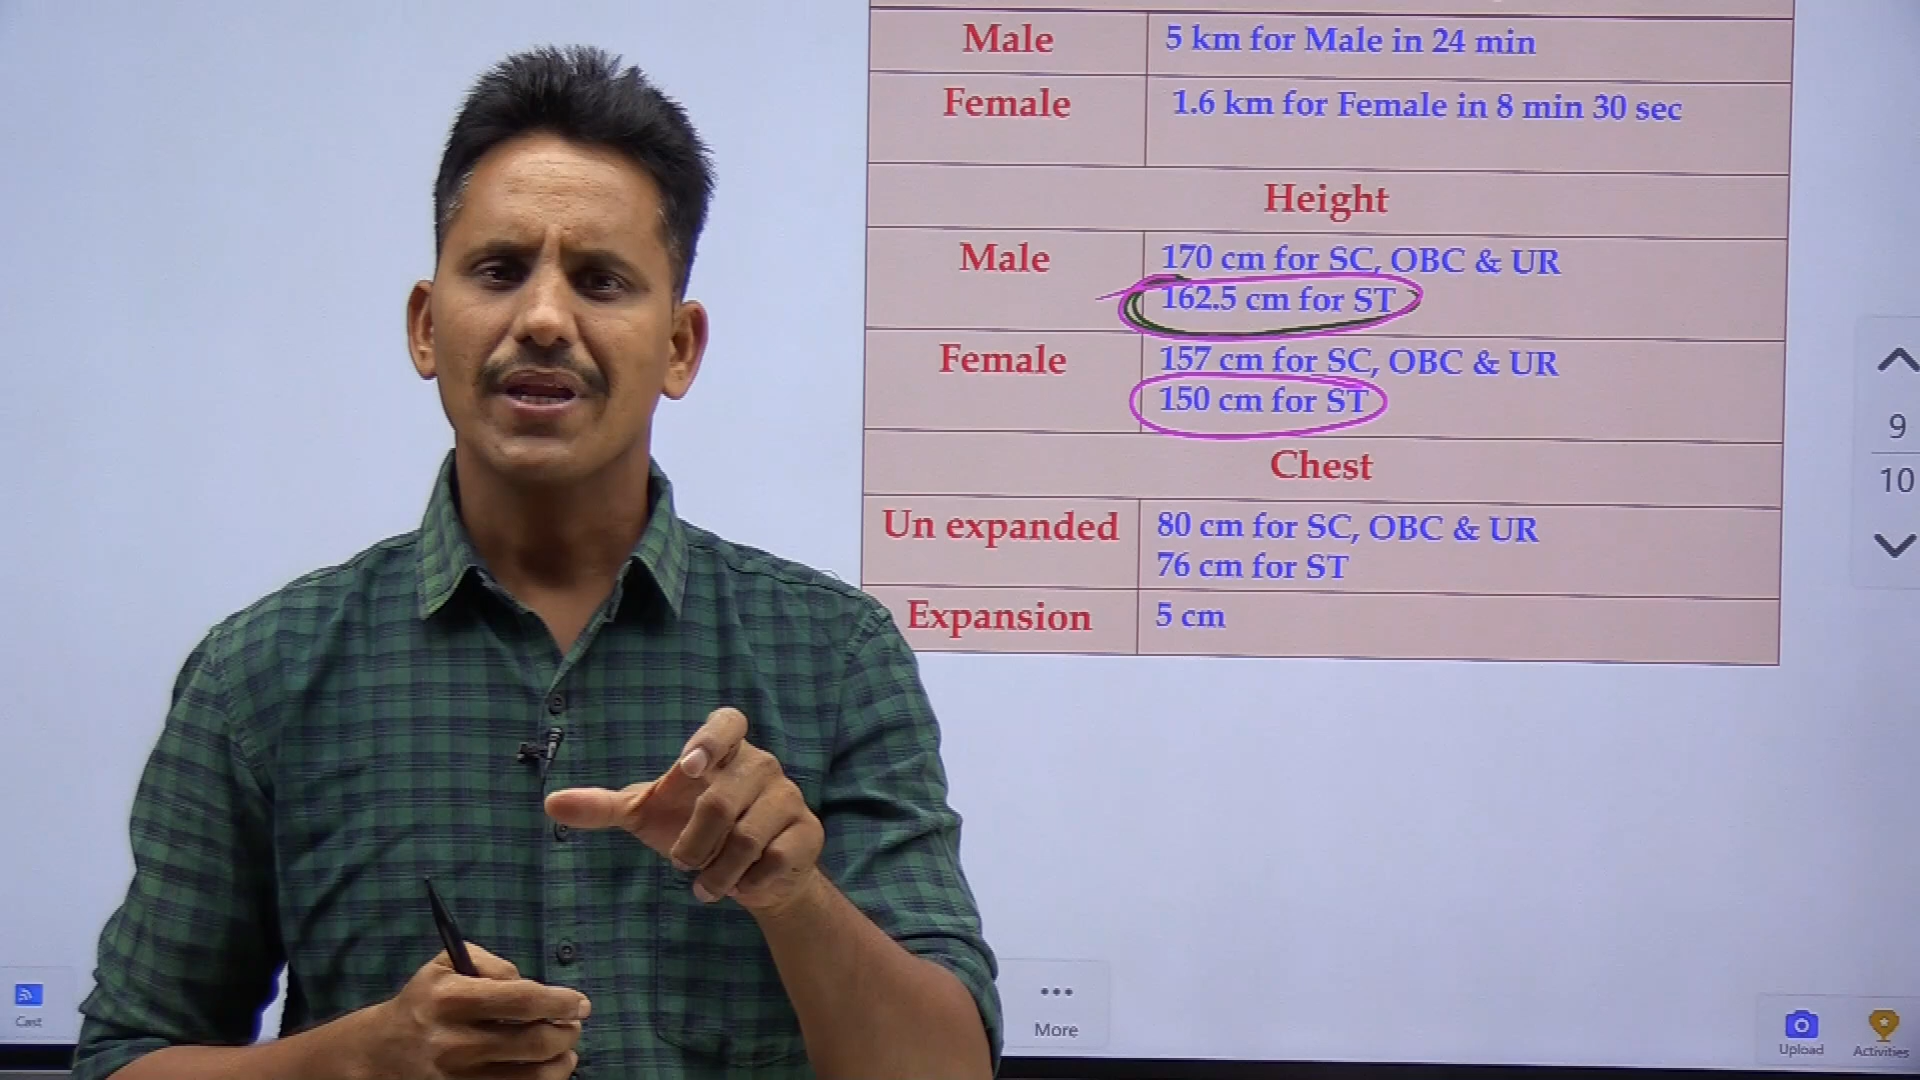 Male
5 km for Male in 24 min
Female
1.6 km for Female in 8 min 30 sec
Height
Male
170 cm for SC, OBC & UR
162.5 cm for ST
Female
157 cm for SC, OBC & UR
150 cm for ST
Chest
Un expanded
80 cm for SC, OBC & UR
76 cm for ST
Expansion
5 cm
9
10
Cast
More
Upload
Activities